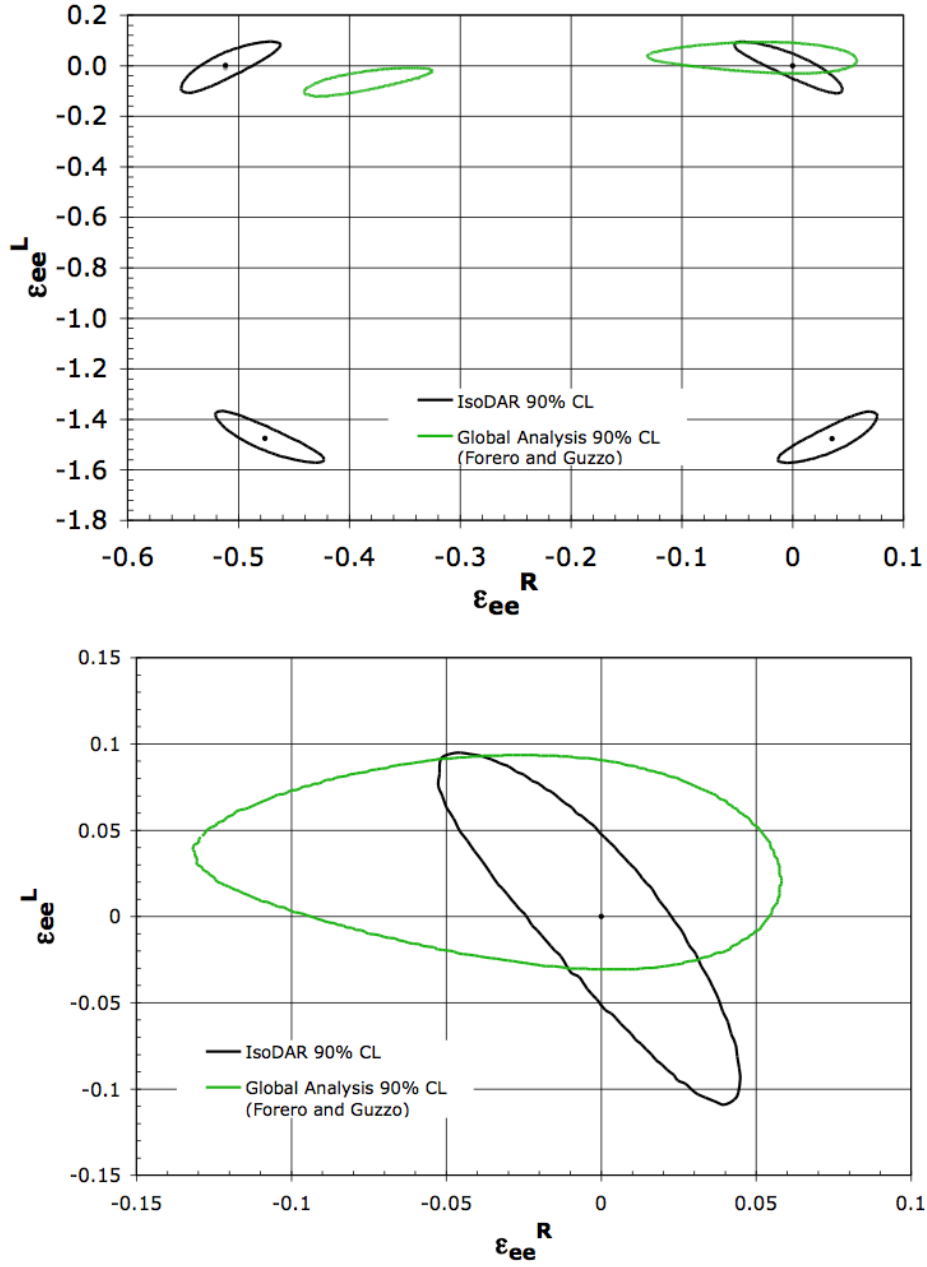 0.2
0.0
-0.2
-0.4
-0.6
-0.8
-1.0
-1.2
-1.4
-1.6
-1.8
εee^L
IsoDAR 90% CL
Global Analysis 90% CL
(Forero and Guzzo)
-0.6 -0.5 -0.4 -0.3 -0.2 -0.1 0 0.1
εee^R
0.15
0.1
0.05
0
-0.05
-0.1
-0.15
εee^L
IsoDAR 90% CL
Global Analysis 90% CL
(Forero and Guzzo)
-0.15 -0.1 -0.05 0 0.05 0.1
εee^R